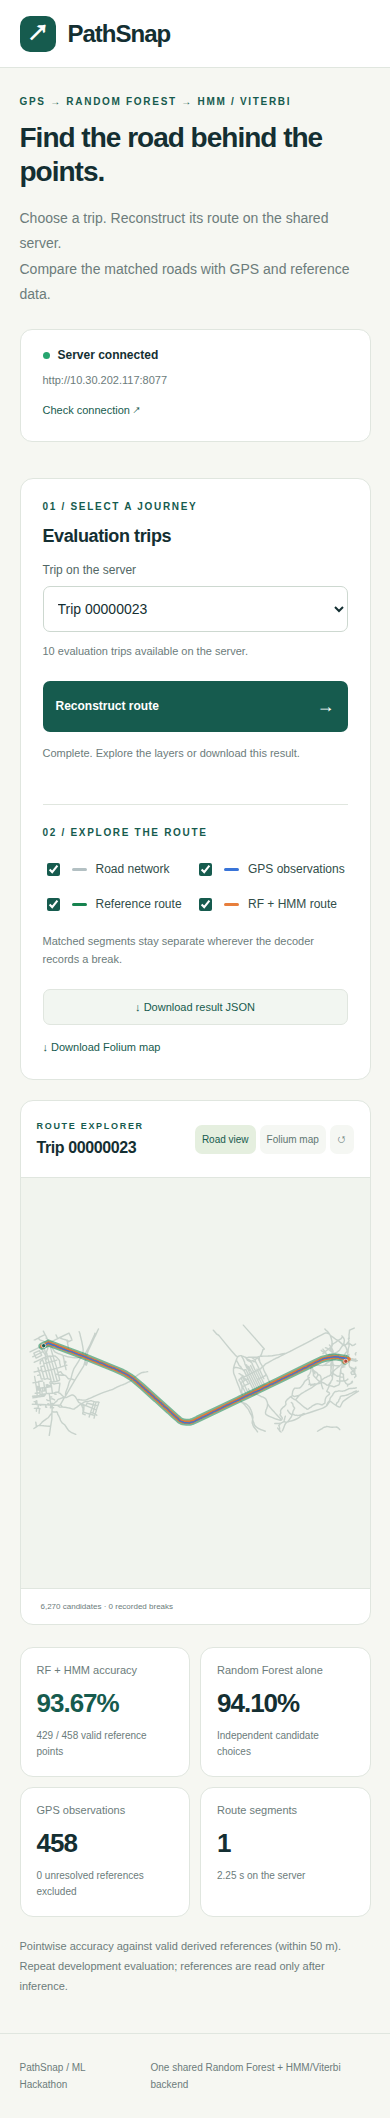 PathSnap
GPS → RANDOM FOREST → HMM / VITERBI
Find the road behind the
points.
Choose a trip. Reconstruct its route on the shared
server.
Compare the matched roads with GPS and reference
data.
Server connected
http://10.30.202.117:8077
Check connection ↗
01 / SELECT A JOURNEY
Evaluation trips
Trip on the server
Trip 00000023
10 evaluation trips available on the server.
Reconstruct route →
Complete. Explore the layers or download this result.
02 / EXPLORE THE ROUTE
Road network
GPS observations
Reference route
RF + HMM route
Matched segments stay separate wherever the decoder
records a break.
↓ Download result JSON
↓ Download Folium map
ROUTE EXPLORER
Trip 00000023
Road view
Folium map
↺
6,270 candidates · 0 recorded breaks
RF + HMM accuracy
93.67%
429 / 458 valid reference
points
Random Forest alone
94.10%
Independent candidate
choices
GPS observations
458
0 unresolved references
excluded
Route segments
1
2.25 s on the server
Pointwise accuracy against valid derived references (within 50 m).
Repeat development evaluation; references are read only after
inference.
PathSnap / ML
Hackathon
One shared Random Forest + HMM/Viterbi
backend